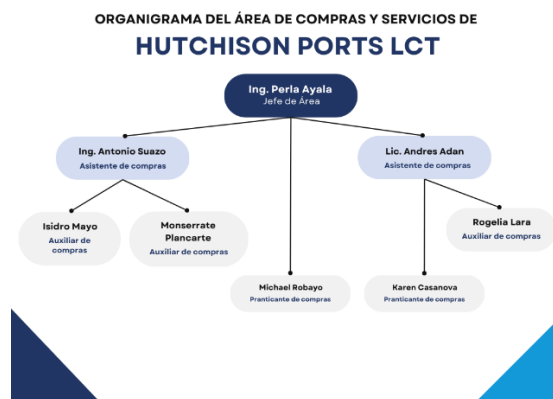 ORGANIGRAMA DEL ÁREA DE COMPRAS Y SERVICIOS DE
HUTCHISON PORTS LCT
Ing. Perla Ayala
Jefe de Área
Ing. Antonio Suazo
Asistente de compras
Lic. Andres Adan
Asistente de compras
Isidro Mayo
Auxiliar de
compras
Monserrate
Plancarte
Auxiliar de compras
Rogelia Lara
Auxiliar de compras
Michael Robayo
Pranticante de compras
Karen Casanova
Pranticante de compras